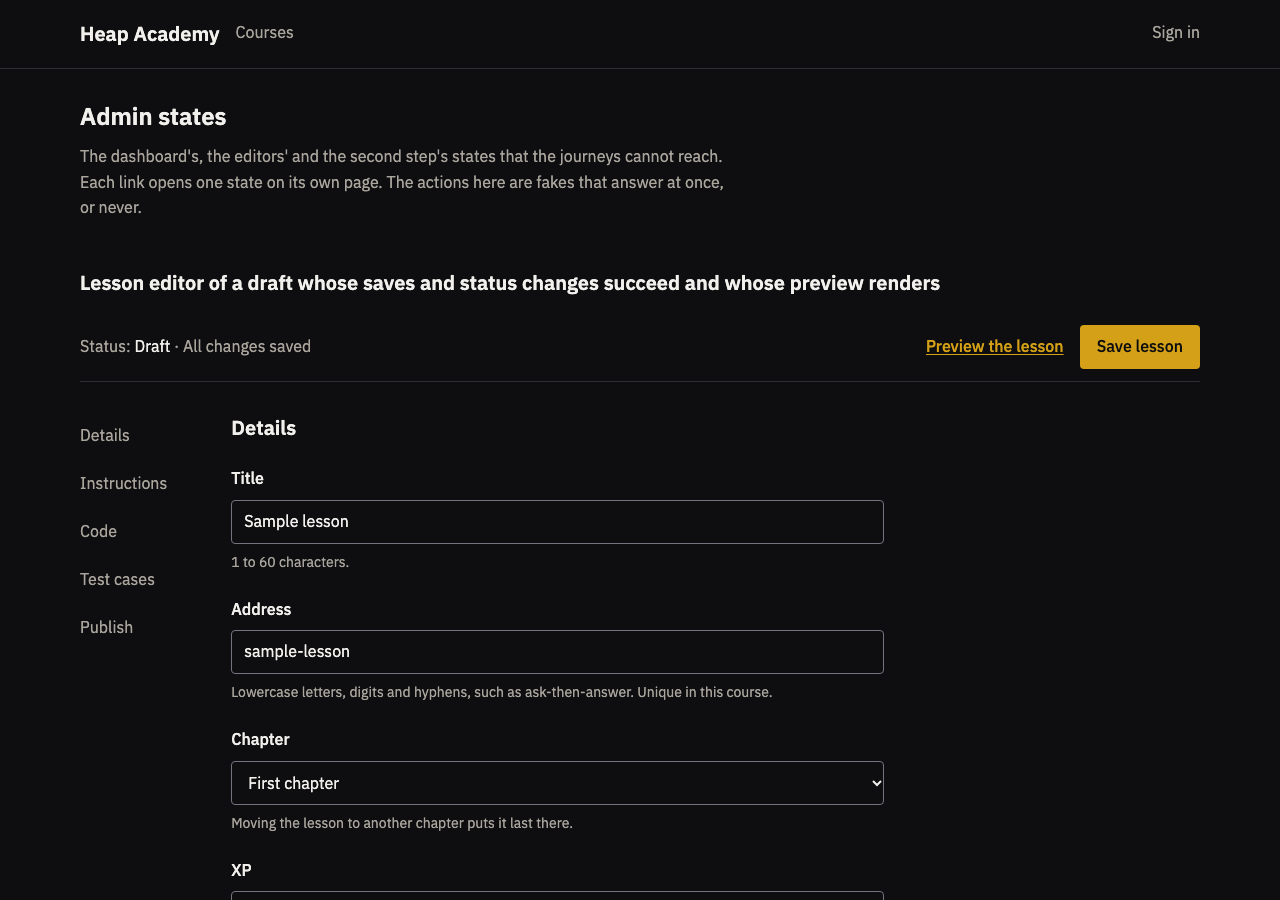 Heap Academy
Courses
Sign in
Admin states
The dashboard's, the editors' and the second step's states that the journeys cannot reach.
Each link opens one state on its own page. The actions here are fakes that answer at once,
or never.
Lesson editor of a draft whose saves and status changes succeed and whose preview renders
Status: Draft · All changes saved
Preview the lesson
Save lesson
Details
Instructions
Code
Test cases
Publish
Details
Title
Sample lesson
1 to 60 characters.
Address
sample-lesson
Lowercase letters, digits and hyphens, such as ask-then-answer. Unique in this course.
Chapter
First chapter
Moving the lesson to another chapter puts it last there.
XP